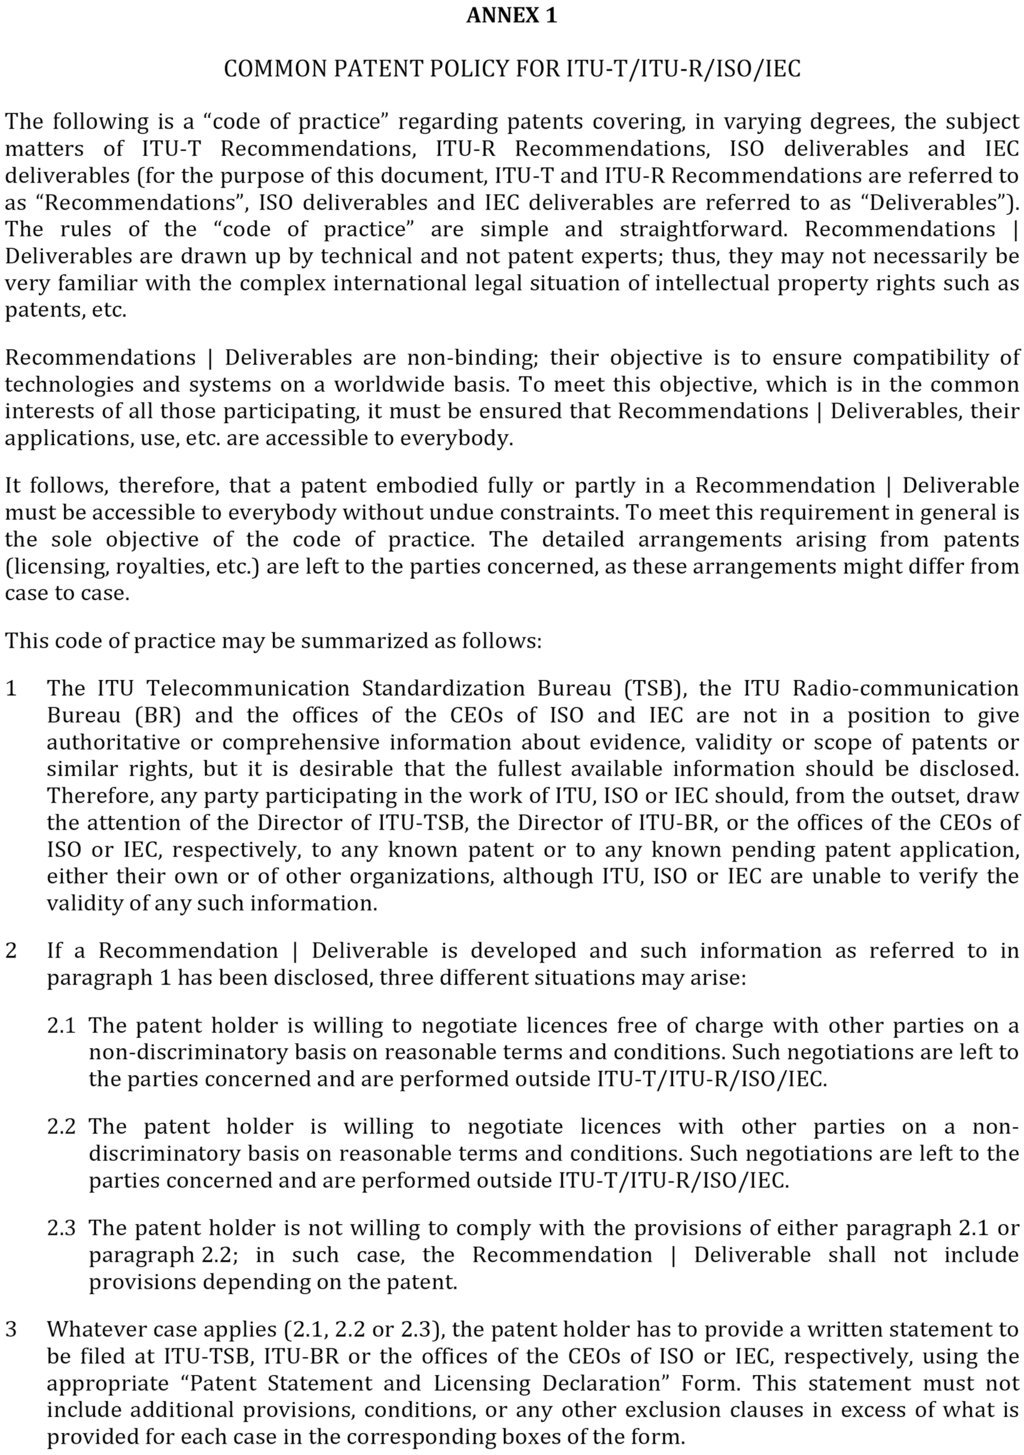 ANNEX 1
COMMON PATENT POLICY FOR ITU-T/ITU-R/ISO/IEC
The following is a “code of practice” regarding patents covering, in varying degrees, the subject
matters of ITU-T Recommendations, ITU-R Recommendations, ISO deliverables and IEC
deliverables (for the purpose of this document, ITU-T and ITU-R Recommendations are referred to
as “Recommendations”, ISO deliverables and IEC deliverables are referred to as “Deliverables”).
The rules of the “code of practice” are simple and straightforward. Recommendations |
Deliverables are drawn up by technical and not patent experts; thus, they may not necessarily be
very familiar with the complex international legal situation of intellectual property rights such as
patents, etc.
Recommendations | Deliverables are non-binding; their objective is to ensure compatibility of
technologies and systems on a worldwide basis. To meet this objective, which is in the common
interests of all those participating, it must be ensured that Recommendations | Deliverables, their
applications, use, etc. are accessible to everybody.
It follows, therefore, that a patent embodied fully or partly in a Recommendation | Deliverable
must be accessible to everybody without undue constraints. To meet this requirement in general is
the sole objective of the code of practice. The detailed arrangements arising from patents
(licensing, royalties, etc.) are left to the parties concerned, as these arrangements might differ from
case to case.
This code of practice may be summarized as follows:
1 The ITU Telecommunication Standardization Bureau (TSB), the ITU Radio-communication
Bureau (BR) and the offices of the CEOs of ISO and IEC are not in a position to give
authoritative or comprehensive information about evidence, validity or scope of patents or
similar rights, but it is desirable that the fullest available information should be disclosed.
Therefore, any party participating in the work of ITU, ISO or IEC should, from the outset, draw
the attention of the Director of ITU-TSB, the Director of ITU-BR, or the offices of the CEOs of
ISO or IEC, respectively, to any known patent or to any known pending patent application,
either their own or of other organizations, although ITU, ISO or IEC are unable to verify the
validity of any such information.
2 If a Recommendation | Deliverable is developed and such information as referred to in
paragraph 1 has been disclosed, three different situations may arise:
2.1 The patent holder is willing to negotiate licences free of charge with other parties on a
non-discriminatory basis on reasonable terms and conditions. Such negotiations are left to
the parties concerned and are performed outside ITU-T/ITU-R/ISO/IEC.
2.2 The patent holder is willing to negotiate licences with other parties on a non-
discriminatory basis on reasonable terms and conditions. Such negotiations are left to the
parties concerned and are performed outside ITU-T/ITU-R/ISO/IEC.
2.3 The patent holder is not willing to comply with the provisions of either paragraph 2.1 or
paragraph 2.2; in such case, the Recommendation | Deliverable shall not include
provisions depending on the patent.
3 Whatever case applies (2.1, 2.2 or 2.3), the patent holder has to provide a written statement to
be filed at ITU-TSB, ITU-BR or the offices of the CEOs of ISO or IEC, respectively, using the
appropriate “Patent Statement and Licensing Declaration” Form. This statement must not
include additional provisions, conditions, or any other exclusion clauses in excess of what is
provided for each case in the corresponding boxes of the form.